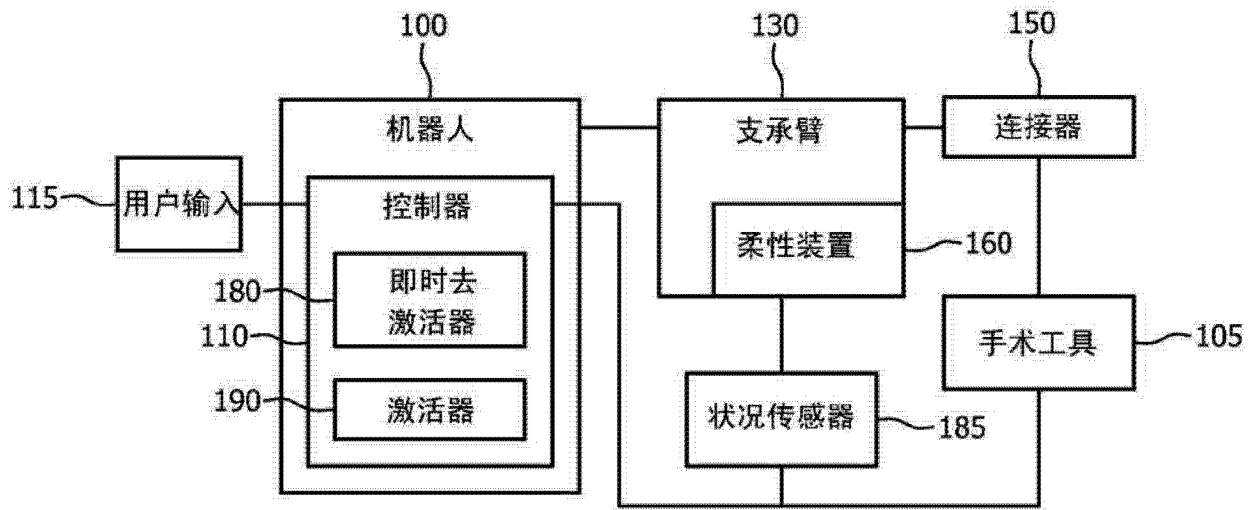 100
130
150
机器人
支承臂
连接器
115
用户输入
控制器
柔性装置
160
180
即时去
激活器
110
手术工具
105
190
激活器
状况传感器
185